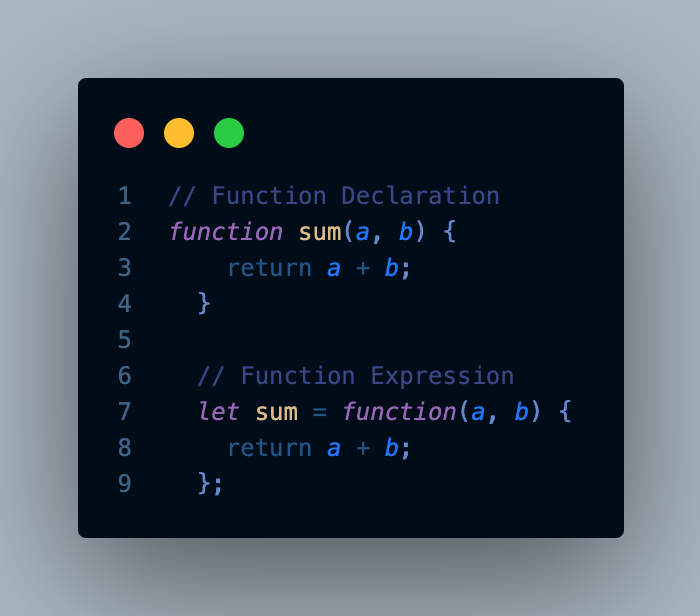 1 // Function Declaration
2 function sum(a, b) {
3     return a + b;
4   }
5
6   // Function Expression
7   let sum = function(a, b) {
8     return a + b;
9   };